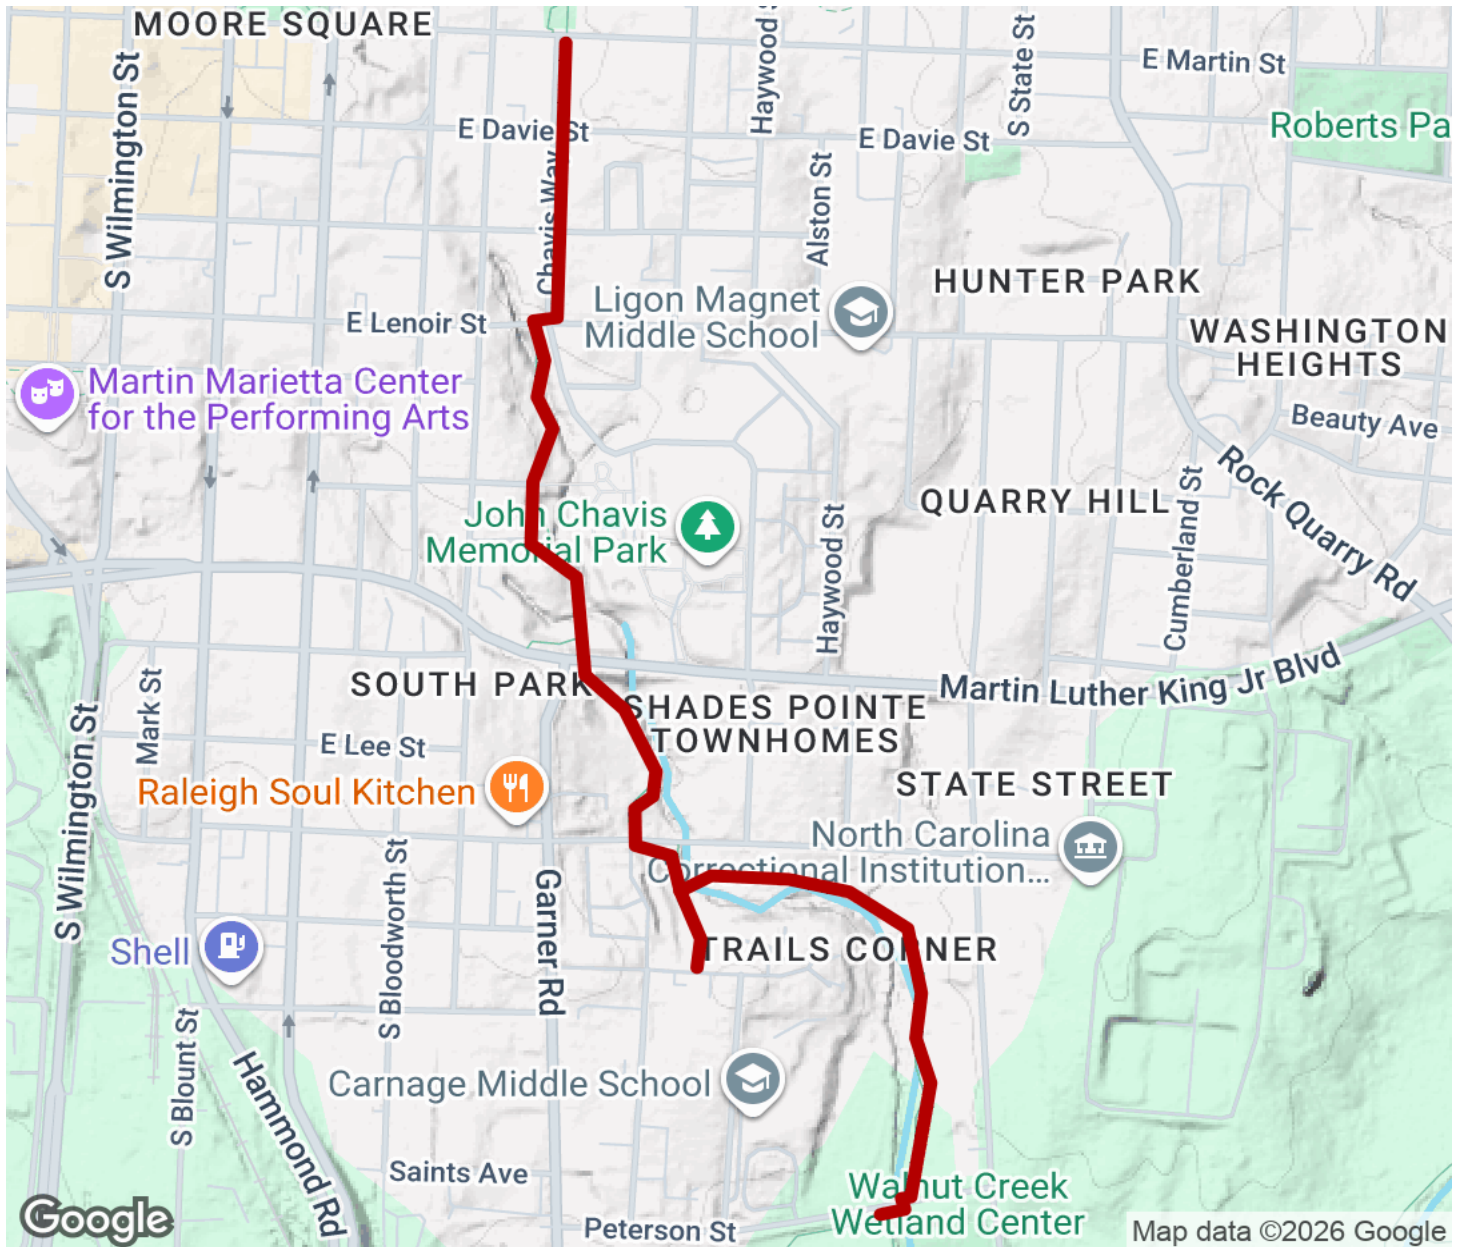 MOORE SQUARE
S Wilmington St
Haywood S
S State St
E Martin St
Roberts Pa
E Davie St
E Davie St
Chavis Way
Alston St
HUNTER PARK
Ligon Magnet
Middle School
E Lenoir St
WASHINGTON
HEIGHTS
Martin Marietta Center
for the Performing Arts
Beauty Ave
Rock Quarry Rd
QUARRY HILL
Cumberland St
John Chavis
Memorial Park
Haywood St
Martin Luther King Jr Blvd
SOUTH PARK
Mark St
SHADES POINTE
TOWNHOMES
E Lee St
S Wilmington St
Raleigh Soul Kitchen
STATE STREET
North Carolina
Correctional Institution...
S Bloodworth St
Garner Rd
Shell
TRAILS CORNER
S Blount St
Hammond Rd
Carnage Middle School
Saints Ave
Walnut Creek
Wetland Center
Peterson St
Google
Map data ©2026 Google